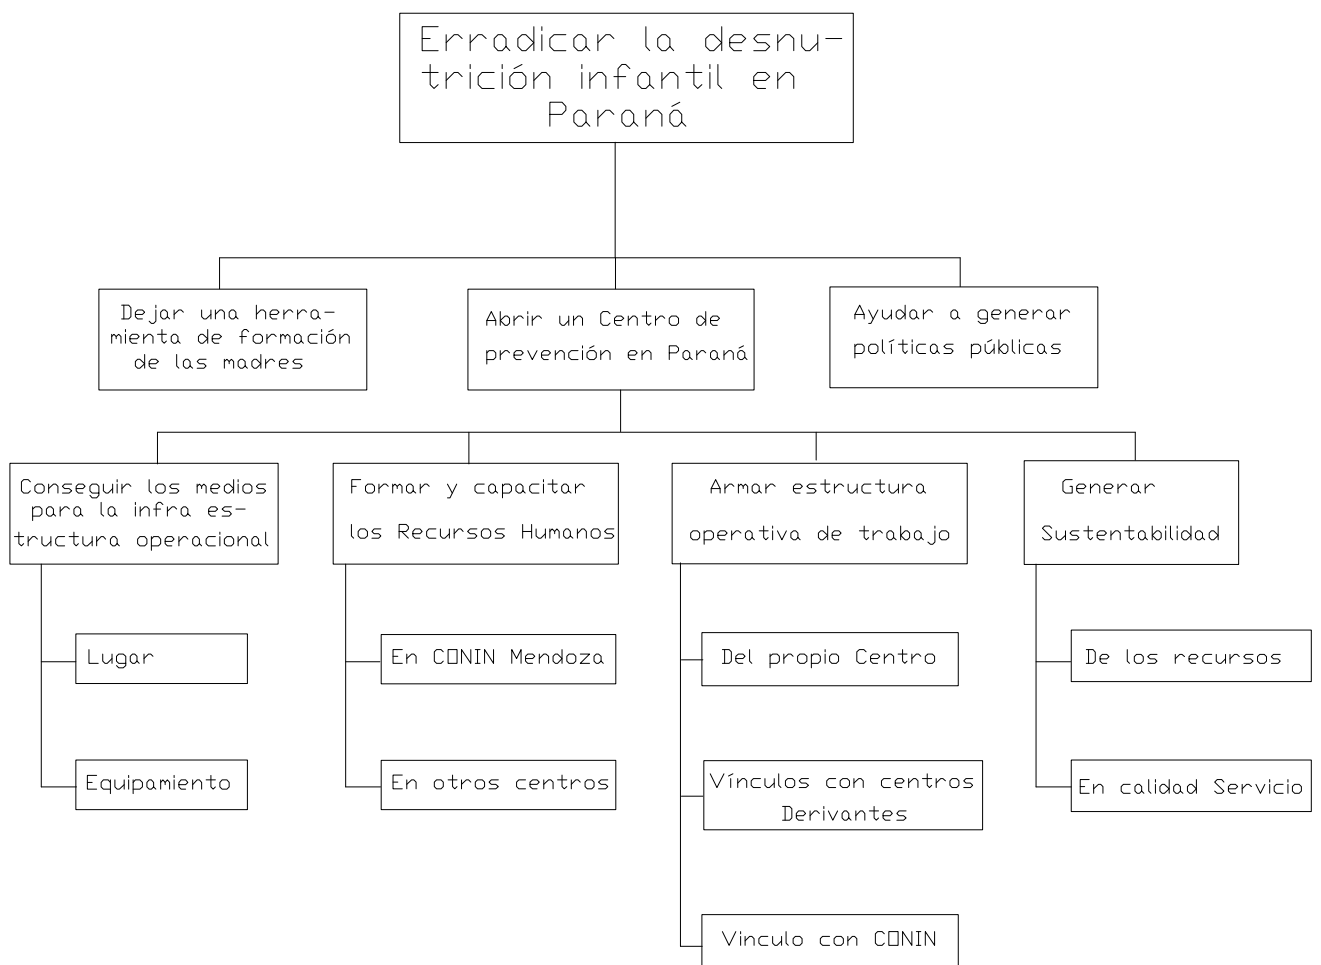 Erradicar la desnu-
trición infantil en
Paraná
Dejar una herra-
mienta de formación
de las madres
Abrir un Centro de
prevención en Paraná
Ayudar a generar
políticas públicas
Conseguir los medios
para la infra es-
tructura operacional
Formar y capacitar
los Recursos Humanos
Armar estructura
operativa de trabajo
Generar
Sustentabilidad
Lugar
Equipamiento
En C▯NIN Mendoza
En otros centros
Del propio Centro
Vínculos con centros
Derivantes
Vinculo con C▯NIN
De los recursos
En calidad Servicio